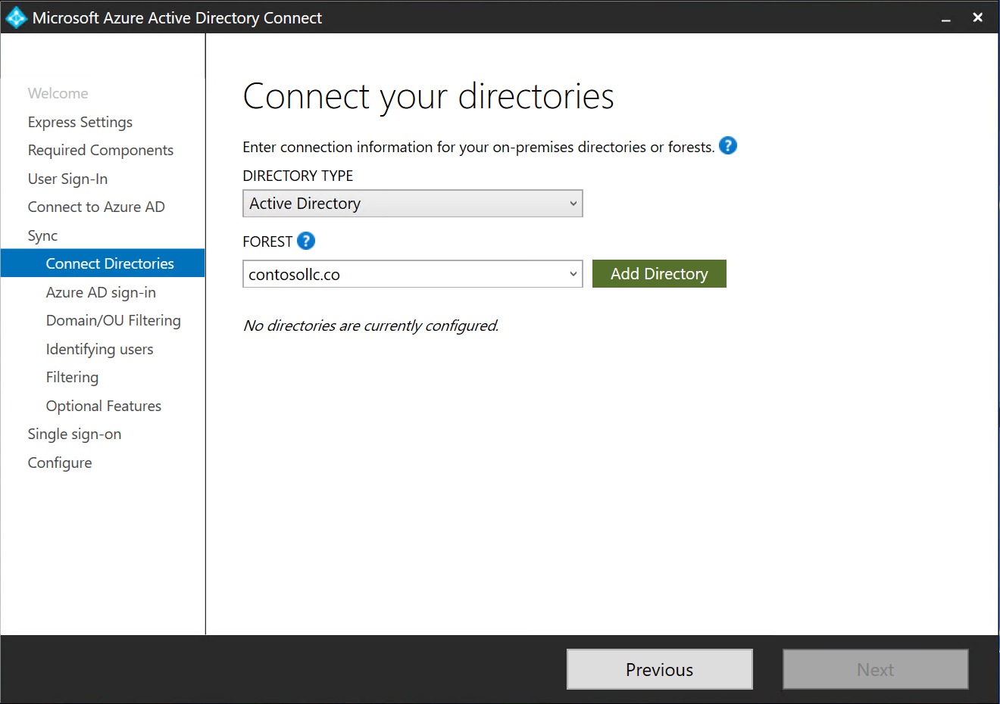 Microsoft Azure Active Directory Connect
Welcome
Express Settings
Required Components
User Sign-In
Connect to Azure AD
Sync
Connect Directories
Azure AD sign-in
Domain/OU Filtering
Identifying users
Filtering
Optional Features
Single sign-on
Configure
Connect your directories
Enter connection information for your on-premises directories or forests. ?
DIRECTORY TYPE
Active Directory
FOREST ?
contosollc.co
Add Directory
No directories are currently configured.
Previous
Next